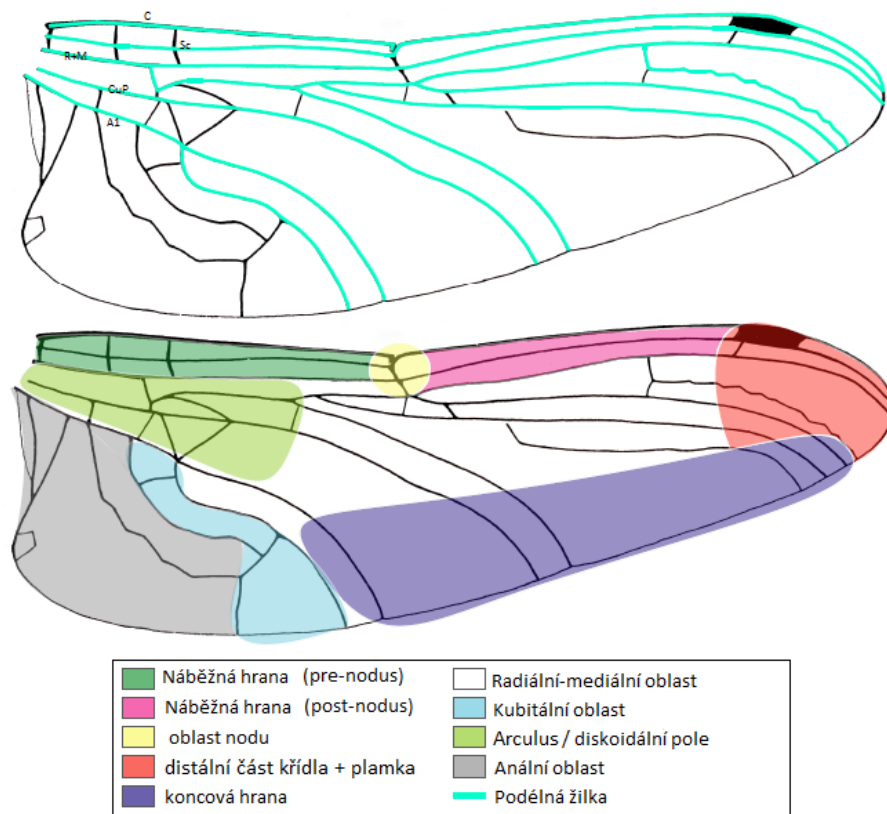 C
Sc
R+M
CuP
A1
Náběžná hrana (pre-nodus)
Náběžná hrana (post-nodus)
oblast nodu
distální část křídla + plamka
koncová hrana
Radiální-mediální oblast
Kubitální oblast
Arculus / diskoidální pole
Anální oblast
Podélná žilka